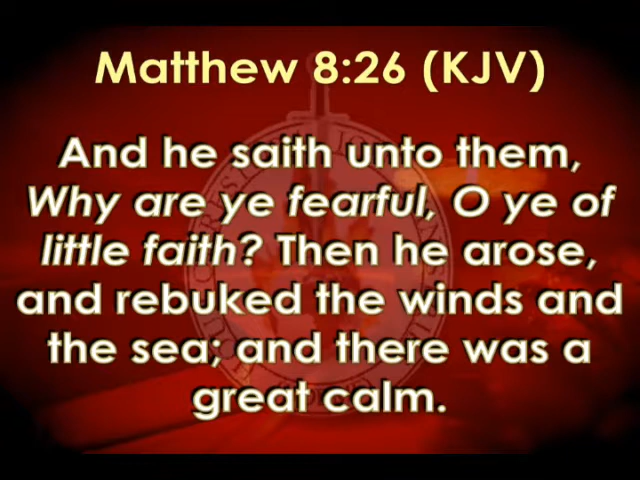 Matthew 8:26 (KJV)
And he saith unto them,
Why are ye fearful, O ye of
little faith? Then he arose,
and rebuked the winds and
the sea; and there was a
great calm.